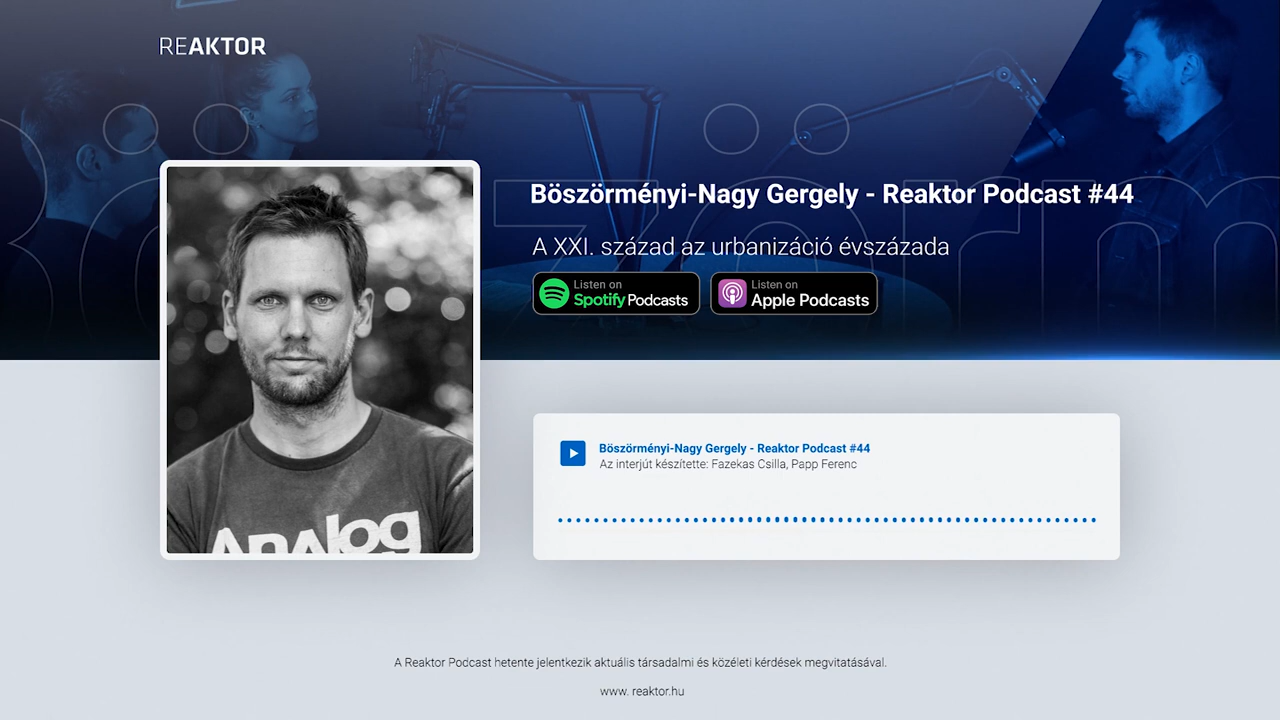 REAKTOR
Böszörményi-Nagy Gergely - Reaktor Podcast #44
A XXI. század az urbanizáció évszázada
Listen on
Spotify Podcasts
Listen on
Apple Podcasts
Analog
Böszörményi-Nagy Gergely - Reaktor Podcast #44
Az interjút készítette: Fazekas Csilla, Papp Ferenc
A Reaktor Podcast hetente jelentkezik aktuális társadalmi és közéleti kérdések megvitatásával.
www. reaktor.hu